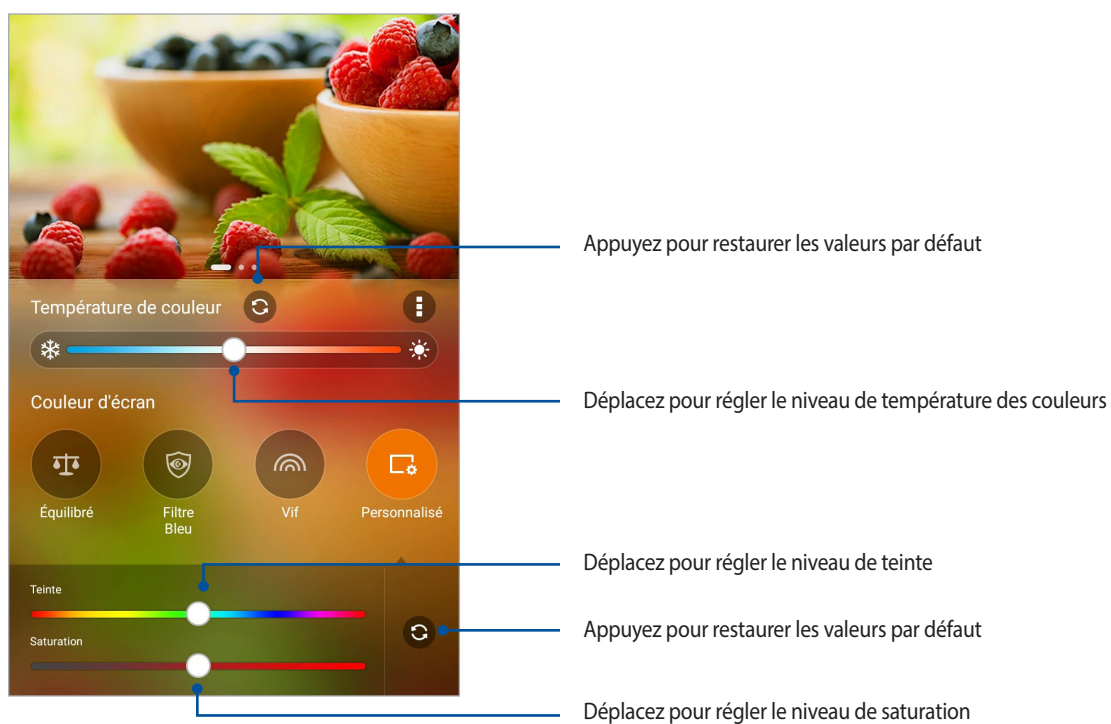 Appuyez pour restaurer les valeurs par défaut
Température de couleur
Déplacez pour régler le niveau de température des couleurs
Couleur d'écran
Équilibré
Filtre
Bleu
Vif
Personnalisé
Déplacez pour régler le niveau de teinte
Teinte
Appuyez pour restaurer les valeurs par défaut
Saturation
Déplacez pour régler le niveau de saturation